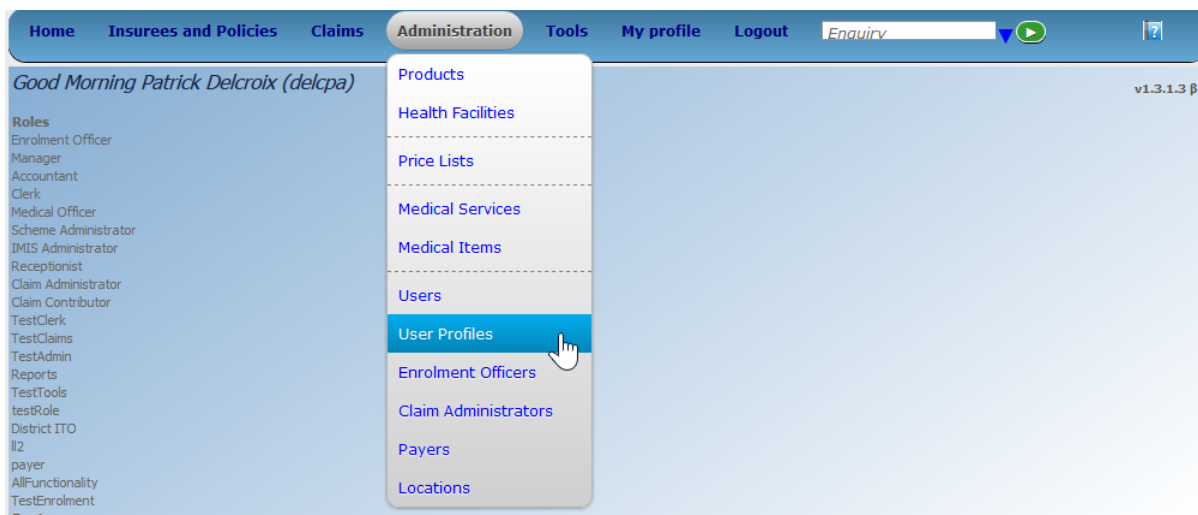 Home Insurees and Policies Claims Administration Tools My profile Logout Enquiry
Good Morning Patrick Delcroix (delcpa)
v1.3.1.3 β
Roles
Enrolment Officer
Manager
Accountant
Clerk
Medical Officer
Scheme Administrator
IMIS Administrator
Receptionist
Claim Administrator
Claim Contributor
TestClerk
TestClaims
TestAdmin
Reports
TestTools
testRole
District ITO
ll2
payer
AllFunctionality
TestEnrolment
Products
Health Facilities
Price Lists
Medical Services
Medical Items
Users
User Profiles
Enrolment Officers
Claim Administrators
Payers
Locations